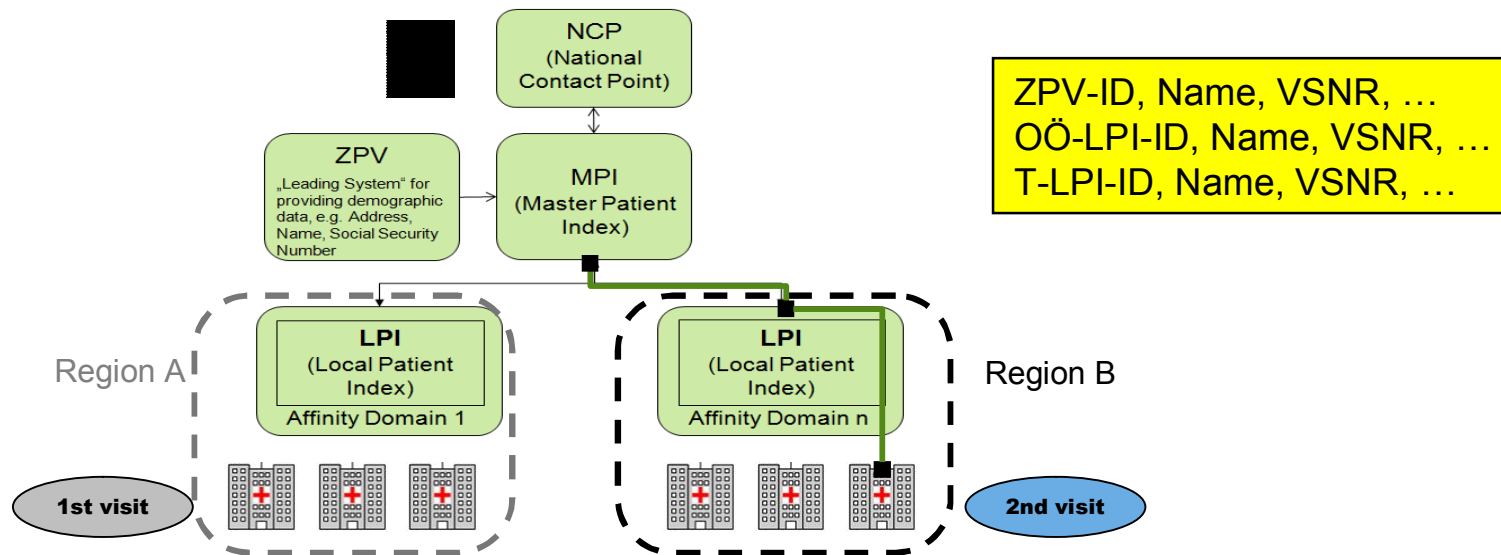 NCP
(National
Contact Point)
ZPV-ID, Name, VSNR, …
OÖ-LPI-ID, Name, VSNR, …
T-LPI-ID, Name, VSNR, …
ZPV
„Leading System“ for
providing demographic
data, e.g. Address,
Name, Social Security
Number
MPI
(Master Patient
Index)
Region A
LPI
(Local Patient
Index)
Affinity Domain 1
LPI
(Local Patient
Index)
Affinity Domain n
Region B
1st visit
2nd visit